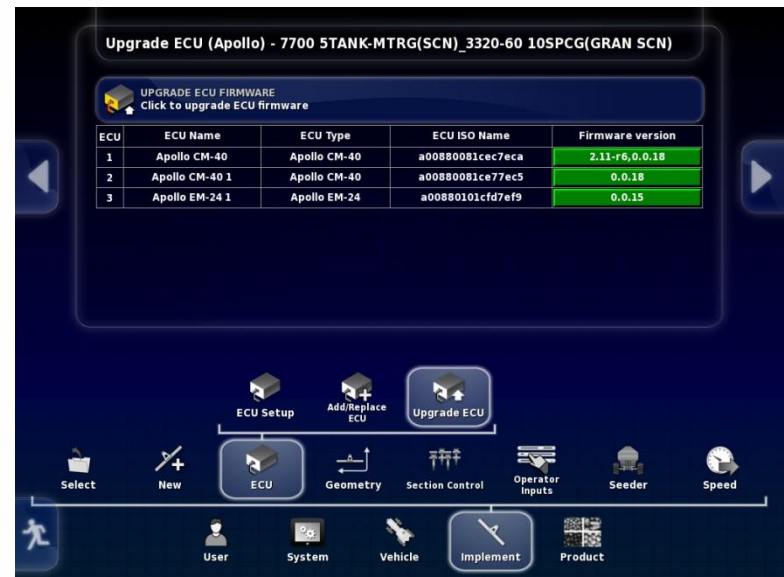 Upgrade ECU (Apollo) - 7700 5TANK-MTRG(SCN)_3320-60 10SPCG(GRAN SCN)
UPGRADE ECU FIRMWARE
Click to upgrade ECU firmware
ECU ECU Name ECU Type ECU ISO Name Firmware version
1 Apollo CM-40 Apollo CM-40 a00880081cec7eca 2.11-r6,0.0.18
2 Apollo CM-40 1 Apollo CM-40 a00880081ce77ec5 0.0.18
3 Apollo EM-24 1 Apollo EM-24 a00880101cfd7ef9 0.0.15
ECU Setup
Add/Replace
ECU
Upgrade ECU
Select New ECU Geometry Section Control
Operator
Inputs
Seeder Speed
User System Vehicle Implement Product